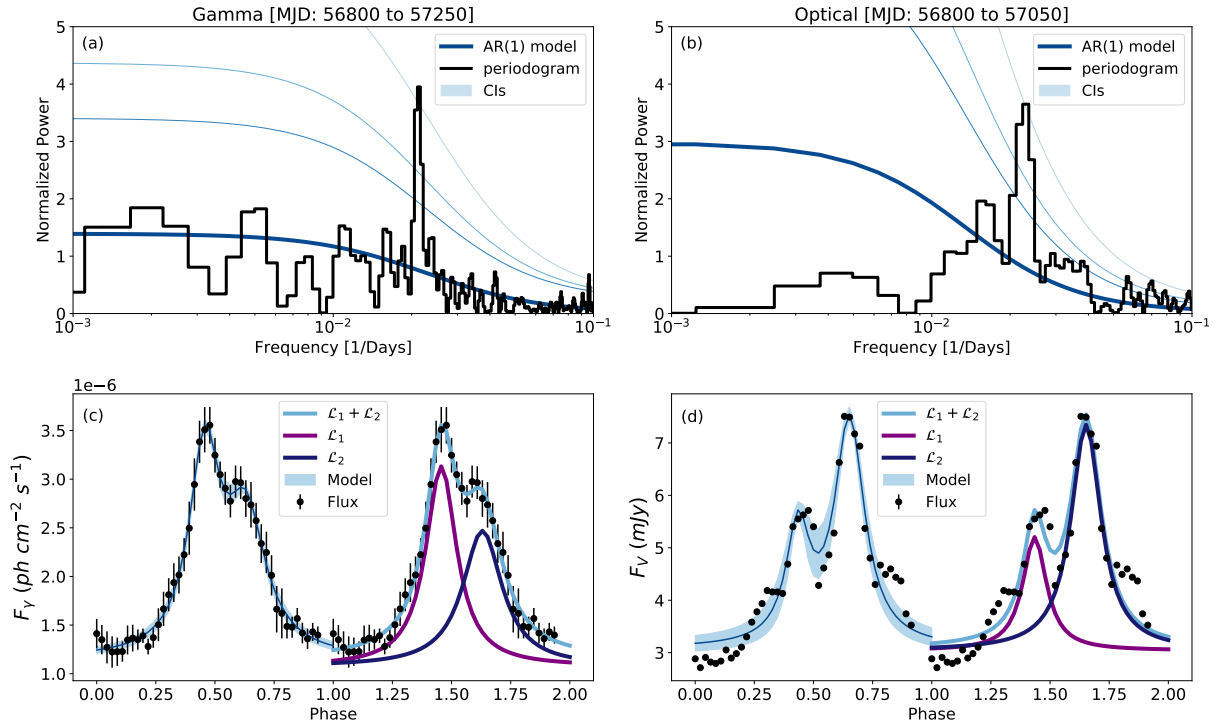 Gamma [MJD: 56800 to 57250]
(a)
AR(1) model
periodogram
CIs
Normalized Power
5
4
3
2
1
0
10⁻³
10⁻²
10⁻¹
Frequency [1/Days]
Optical [MJD: 56800 to 57050]
(b)
AR(1) model
periodogram
CIs
Normalized Power
5
4
3
2
1
0
10⁻³
10⁻²
10⁻¹
Frequency [1/Days]
1e−6
(c)
ℒ₁ + ℒ₂
ℒ₁
ℒ₂
Model
Flux
F_γ (ph cm⁻² s⁻¹)
3.5
3.0
2.5
2.0
1.5
1.0
0.00 0.25 0.50 0.75 1.00 1.25 1.50 1.75 2.00
Phase
(d)
ℒ₁ + ℒ₂
ℒ₁
ℒ₂
Model
Flux
F_V (mJy)
7
6
5
4
3
0.00 0.25 0.50 0.75 1.00 1.25 1.50 1.75 2.00
Phase